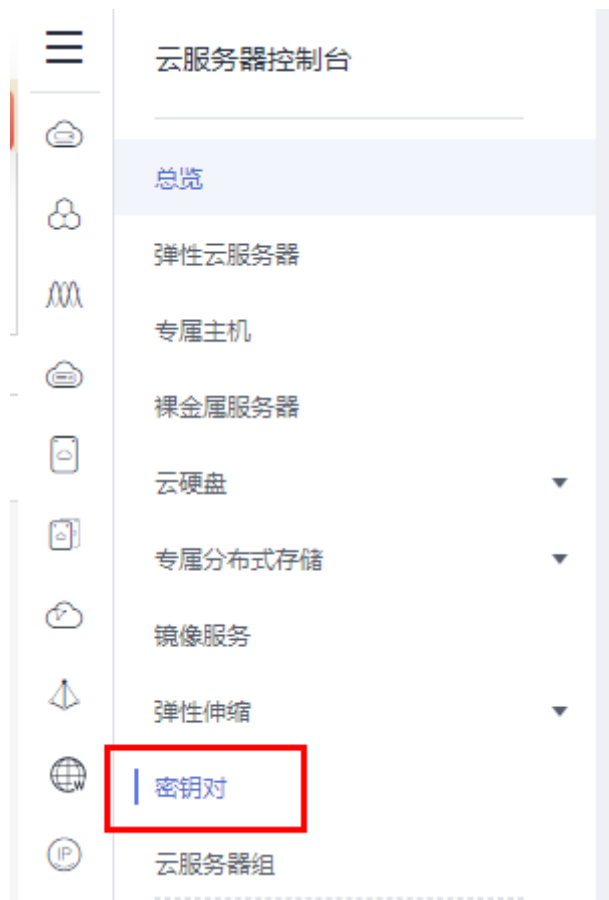 云服务器控制台
总览
弹性云服务器
专属主机
裸金属服务器
云硬盘
专属分布式存储
镜像服务
弹性伸缩
W
密钥对
IP
云服务器组